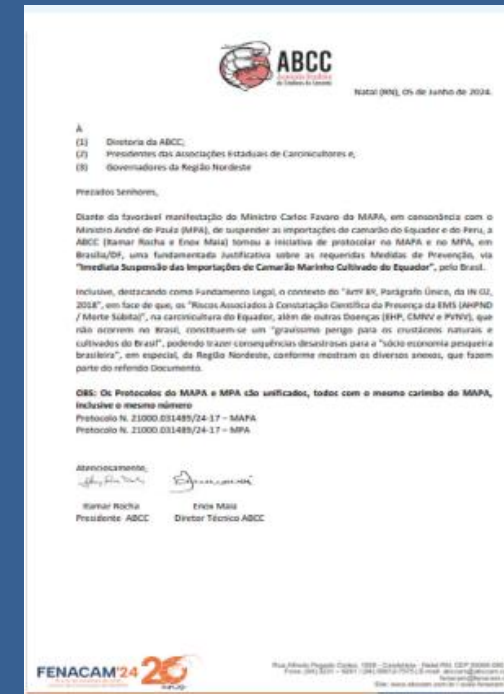 ABCC
Natal (RN), 05 de Junho de 2024.
À
(1) Diretoria da ABCC;
(2) Presidentes das Associações Estaduais de Carcinicultores e,
(3) Governadores da Região Nordeste
Prezados Senhores,
Diante da favorável manifestação do Ministro Carlos Favaro do MAPA, em consonância com o
Ministro André de Paula (MPA), de suspender as importações de camarão do Equador e do Peru, a
ABCC (Itamar Rocha e Enox Maia) tomou a iniciativa de protocolar no MAPA e no MPA, em
Brasília/DF, uma fundamentada Justificativa sobre as requeridas Medidas de Prevenção, via
"Imediata Suspensão das Importações de Camarão Marinho Cultivado do Equador", pelo Brasil.
Inclusive, destacando como Fundamento Legal, o contexto do 8º, Parágrafo Único, da IN 02,
2018", em face de que, os "Riscos Associados à Constatação Científica da Presença da EMS (AHPND
/ Morte Súbita)", na carcinicultura do Equador, além de outras Doenças (EHP, CMNV e PVNV), que
não ocorrem no Brasil, constituem-se um "gravíssimo perigo para os crustáceos naturais e
cultivados do Brasil", podendo trazer consequências desastrosas para a "sócio economia pesqueira
brasileira", em especial, da Região Nordeste, conforme mostram os diversos anexos, que fazem
parte do referido Documento.
OBS: Os Protocolos do MAPA e MPA são unificados, todos com o mesmo carimbo do MAPA,
inclusive o mesmo número
Protocolo N. 21000.031489/24-17 – MAPA
Protocolo N. 21000.031489/24-17 – MPA
Atenciosamente,
Itamar Rocha Enox Maia
Presidente ABCC Diretor Técnico ABCC
FENACAM'24 20